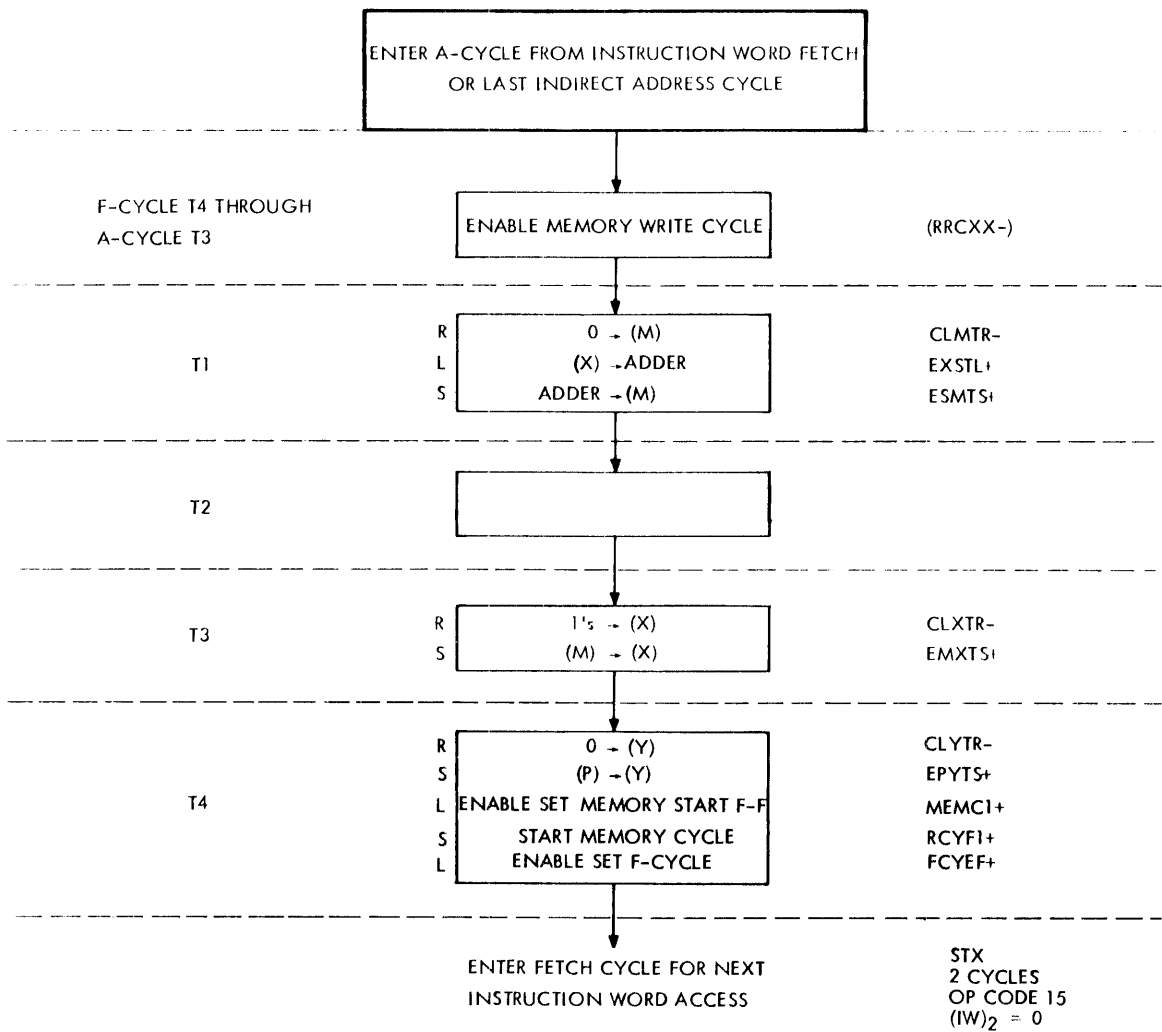 ENTER A-CYCLE FROM INSTRUCTION WORD FETCH
OR LAST INDIRECT ADDRESS CYCLE
F-CYCLE T4 THROUGH
A-CYCLE T3
ENABLE MEMORY WRITE CYCLE
(RRCXX-)
T1
R 0 → (M) CLMTR-
L (X) → ADDER EXSTL+
S ADDER → (M) ESMTS+
T2
T3
R 1's → (X) CLXTR-
S (M) → (X) EMXTS+
T4
R 0 → (Y) CLYTR-
S (P) → (Y) EPYTS+
L ENABLE SET MEMORY START F-F MEMC1+
S START MEMORY CYCLE RCYF1+
L ENABLE SET F-CYCLE FCYEF+
ENTER FETCH CYCLE FOR NEXT
INSTRUCTION WORD ACCESS
STX
2 CYCLES
OP CODE 15
(IW)2 = 0